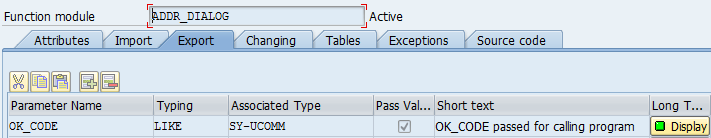 Function module ADDR_DIALOG Active
Attributes Import Export Changing Tables Exceptions Source code
Parameter Name Typing Associated Type Pass Val... Short text Long T...
OK_CODE LIKE SY-UCOMM OK_CODE passed for calling program Display